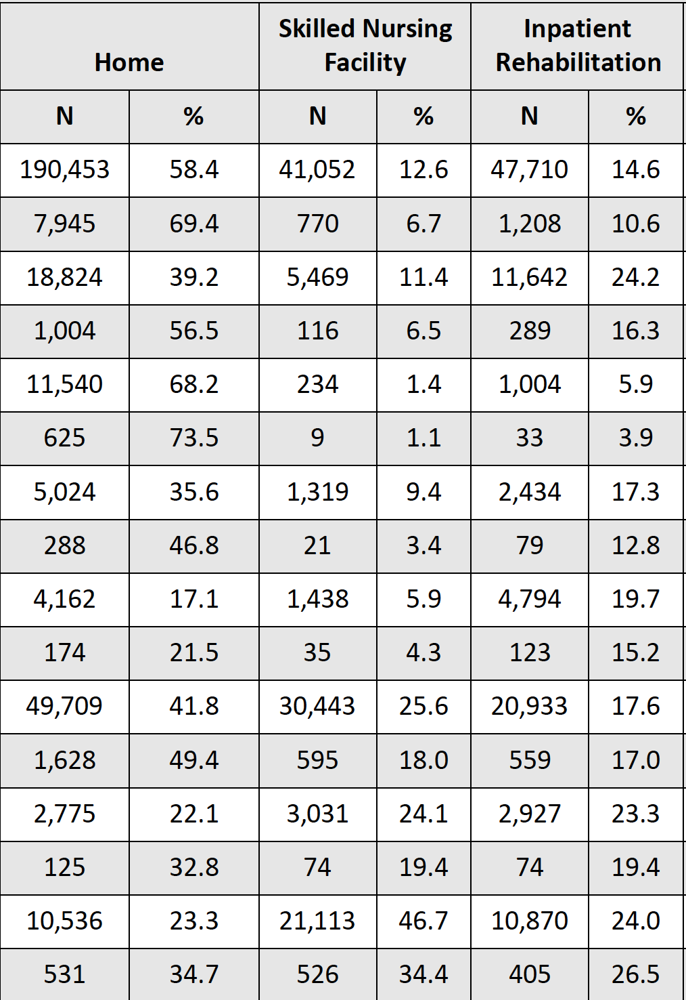 Home Skilled Nursing Facility Inpatient Rehabilitation
N % N % N %
190,453 58.4 41,052 12.6 47,710 14.6
7,945 69.4 770 6.7 1,208 10.6
18,824 39.2 5,469 11.4 11,642 24.2
1,004 56.5 116 6.5 289 16.3
11,540 68.2 234 1.4 1,004 5.9
625 73.5 9 1.1 33 3.9
5,024 35.6 1,319 9.4 2,434 17.3
288 46.8 21 3.4 79 12.8
4,162 17.1 1,438 5.9 4,794 19.7
174 21.5 35 4.3 123 15.2
49,709 41.8 30,443 25.6 20,933 17.6
1,628 49.4 595 18.0 559 17.0
2,775 22.1 3,031 24.1 2,927 23.3
125 32.8 74 19.4 74 19.4
10,536 23.3 21,113 46.7 10,870 24.0
531 34.7 526 34.4 405 26.5